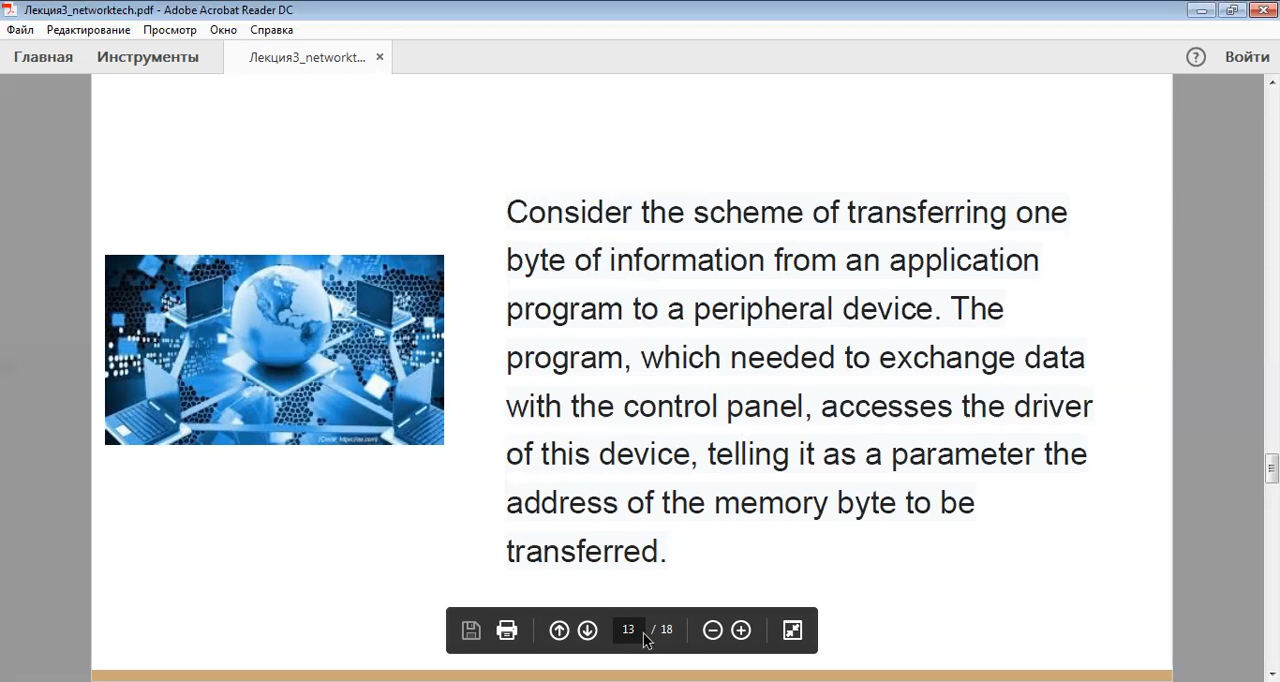 Лекция3_networktech.pdf - Adobe Acrobat Reader DC
Файл Редактирование Просмотр Окно Справка
Главная Инструменты Лекция3_networkt... × ? Войти
Consider the scheme of transferring one
byte of information from an application
program to a peripheral device. The
program, which needed to exchange data
with the control panel, accesses the driver
of this device, telling it as a parameter the
address of the memory byte to be
transferred.
13 / 18